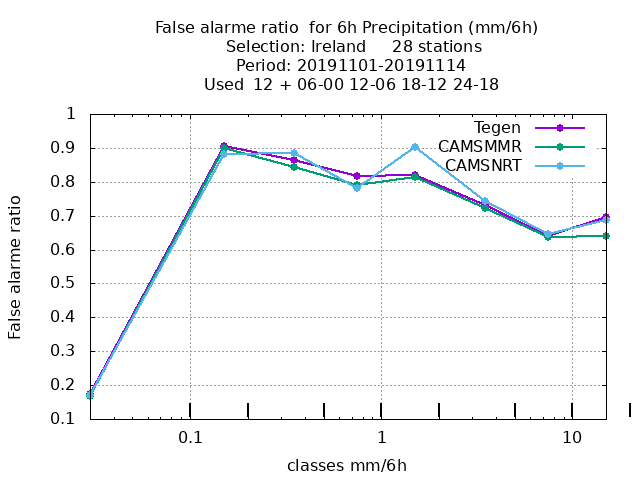 False alarme ratio  for 6h Precipitation (mm/6h)
Selection: Ireland     28 stations
Period: 20191101-20191114
Used  12 + 06-00 12-06 18-12 24-18
False alarme ratio
1
0.9
0.8
0.7
0.6
0.5
0.4
0.3
0.2
0.1
Tegen
CAMSMMR
CAMSNRT
0.1
1
10
classes mm/6h